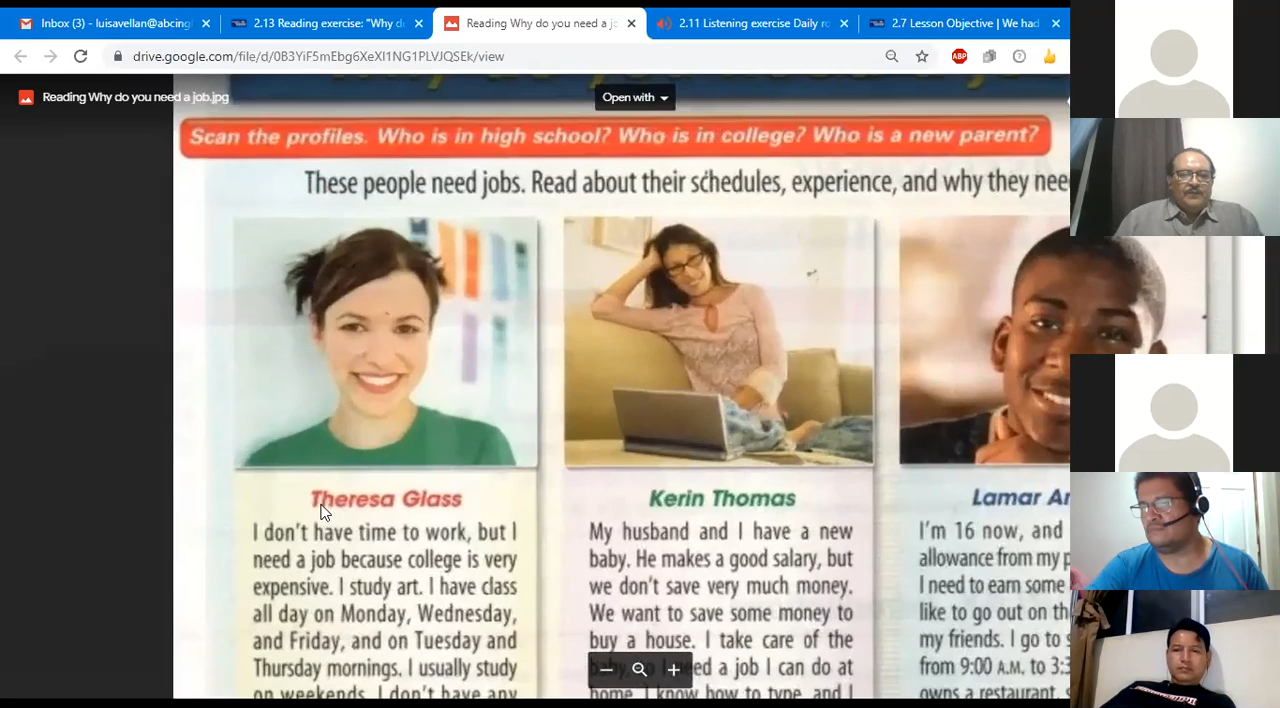 Inbox (3) - luisavellan@abcing
2.13 Reading exercise: "Why d
Reading Why do you need a jo
2.11 Listening exercise Daily ro
2.7 Lesson Objective | We had
drive.google.com/file/d/0B3YiF5mEbg6XeXI1NG1PLVJQSEk/view
ABP
Reading Why do you need a job.jpg
Open with
Scan the profiles. Who is in high school? Who is in college? Who is a new parent?
These people need jobs. Read about their schedules, experience, and why they nee
Theresa Glass
I don't have time to work, but I
need a job because college is very
expensive. I study art. I have class
all day on Monday, Wednesday,
and Friday, and on Tuesday and
Thursday mornings. I usually study
on weekends. I don't have any
Kerin Thomas
My husband and I have a new
baby. He makes a good salary, but
we don't save very much money.
We want to save some money to
buy a house. I take care of the
baby, so I need a job I can do at
home. I know how to type, and I
Lamar Ar
I'm 16 now, and
allowance from my p
I need to earn some
like to go out on th
my friends. I go to s
from 9:00 A.M. to 3:3
owns a restaurant, s